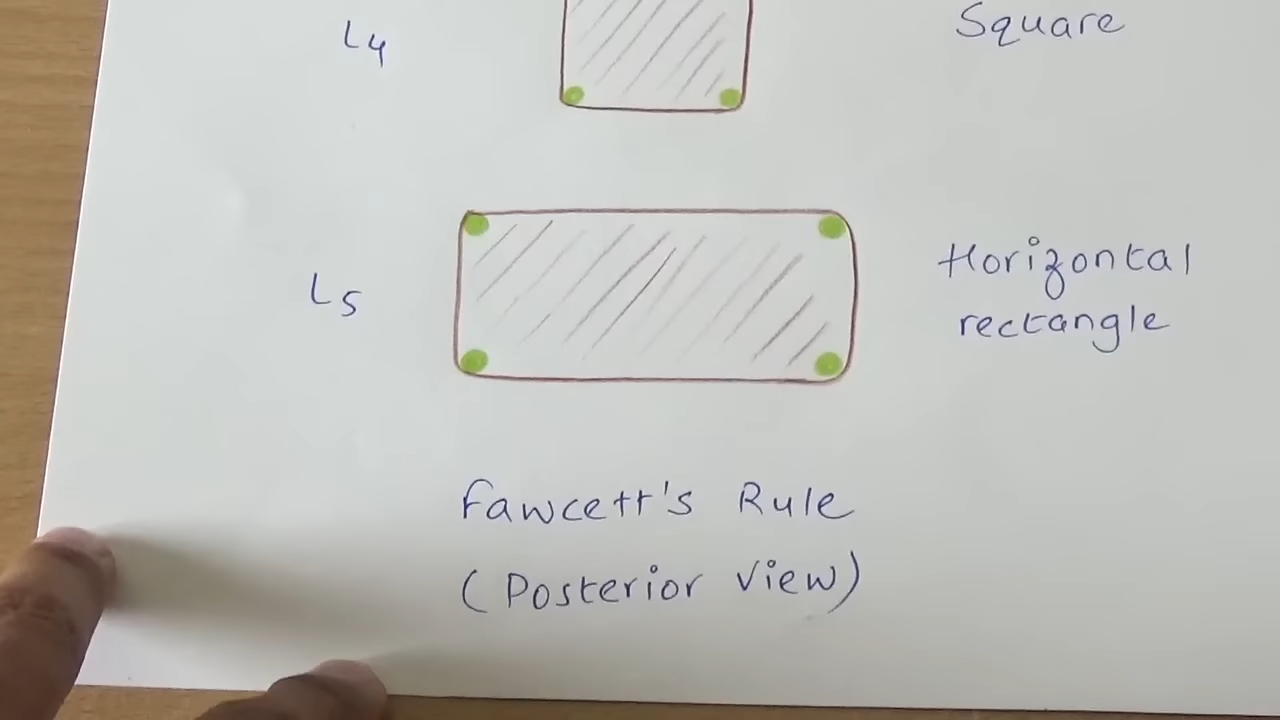 L4
Square
L5
Horizontal
rectangle
Fawcett's Rule
(Posterior View)